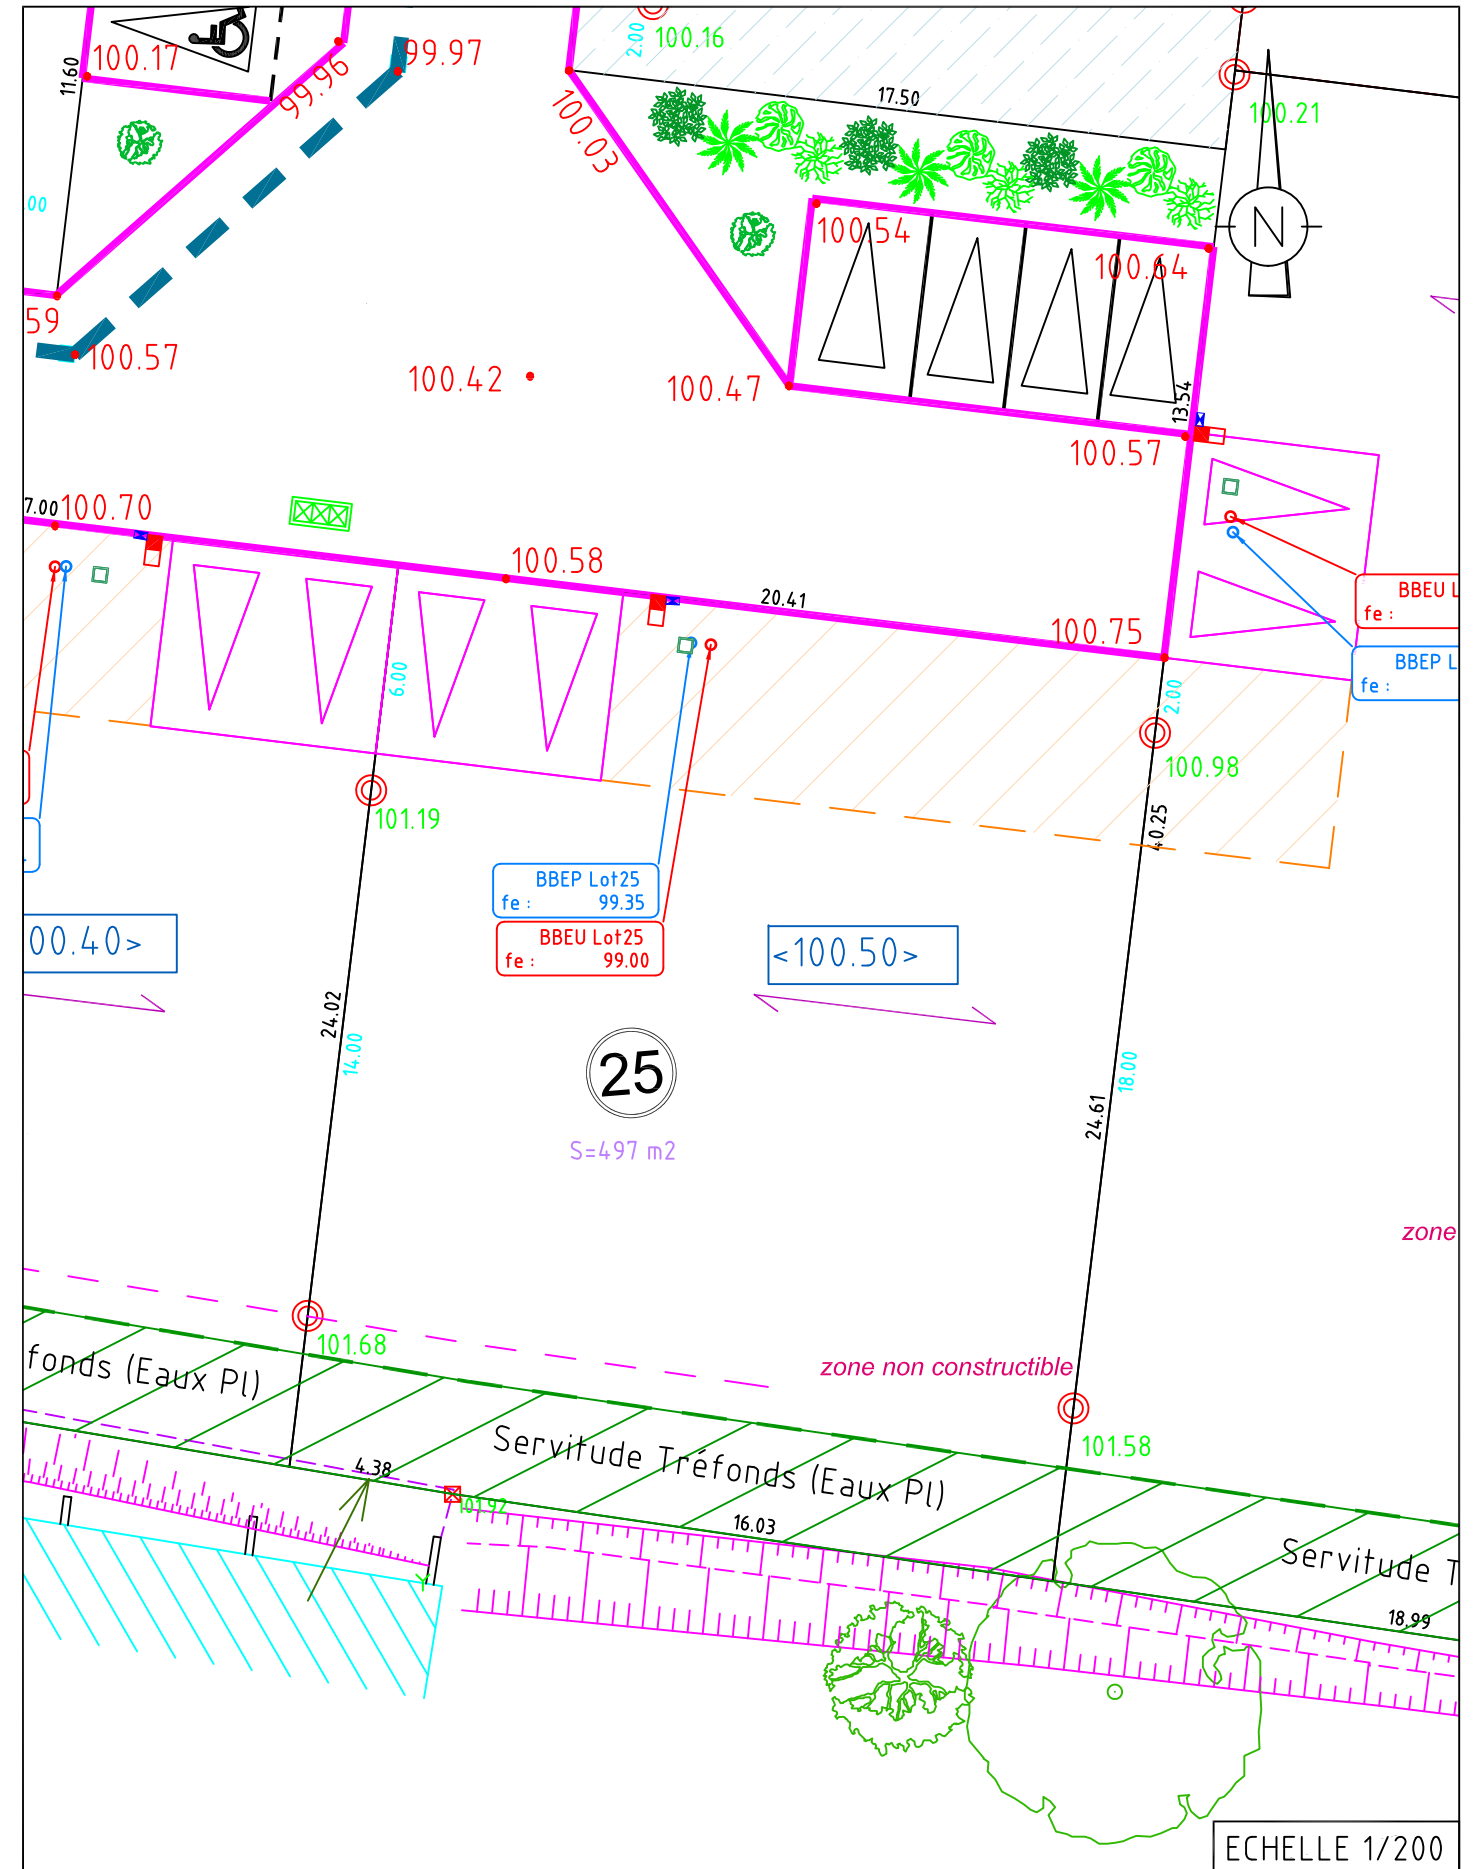 100.17
11.60
99.96
99.97
2.00
100.16
17.50
100.21
100.03
.00
100.54
100.64
N
59
100.57
100.42
100.47
13.54
100.57
7.00
100.70
100.58
20.41
100.75
BBEU L
fe :
BBEP L
fe :
6.00
2.00
100.98
101.19
40.25
BBEP Lot25
fe : 99.35
BBEU Lot25
fe : 99.00
00.40>
<100.50>
24.02
14.00
25
18.00
24.61
S=497 m2
zone
101.68
zone non constructible
fonds (Eaux Pl)
101.58
Servitude Tréfonds (Eaux Pl)
4.38
101.92
16.03
Servitude T
18.99
ECHELLE 1/200